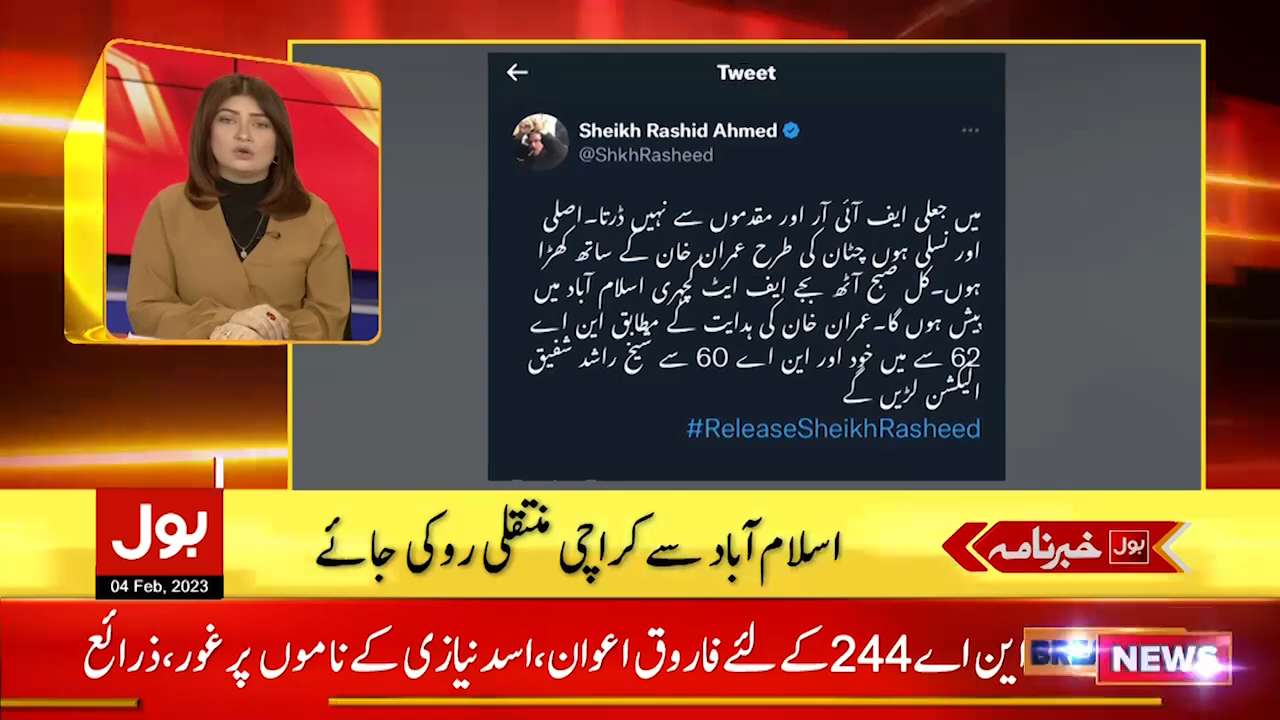 Tweet
Sheikh Rashid Ahmed
@ShkhRasheed
میں جعلی ایف آئی آر اور مقدموں سے نہیں ڈرتا۔اصلی
اور نسلی ہوں چٹان کی طرح عمران خان کے ساتھ کھڑا
ہوں۔کل صبح آٹھ بجے ایف ایٹ کچہری اسلام آباد میں
پیش ہوں گا۔عمران خان کی ہدایت کے مطابق این اے
62 سے میں خود اور این اے 60 سے شیخ راشد شفیق
الیکشن لڑیں گے
#ReleaseSheikhRasheed
بول خبرنامہ
اسلام آباد سے کراچی منتقلی روکی جائے
بول
04 Feb, 2023
این اے 244 کے لئے فاروق اعوان، اسد نیازی کے ناموں پر غور، ذرائع
NEWS